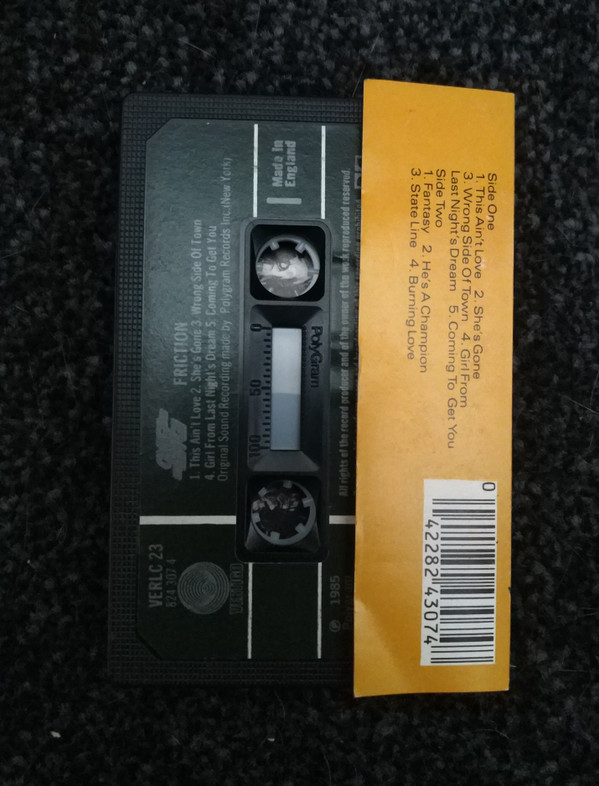 Side One
1. This Ain't Love 2. She's Gone
3. Wrong Side Of Town 4. Girl From
Last Night's Dream 5. Coming To Get You
Side Two
1. Fantasy 2. He's A Champion
3. State Line 4. Burning Love
0 42282 43074
FRICTION
1. This Ain't Love 2. She's Gone 3. Wrong Side Of Town
4. Girl From Last Night's Dream 5. Coming To Get You
Original Sound Recording made by Polygram Records Inc. (New York)
Made in
England
0 50 100
PolyGram
All rights of the record producer and of the owner of the work reproduced reserved.
VERLC 23
824 307-4
VERTIGO
℗ 1985